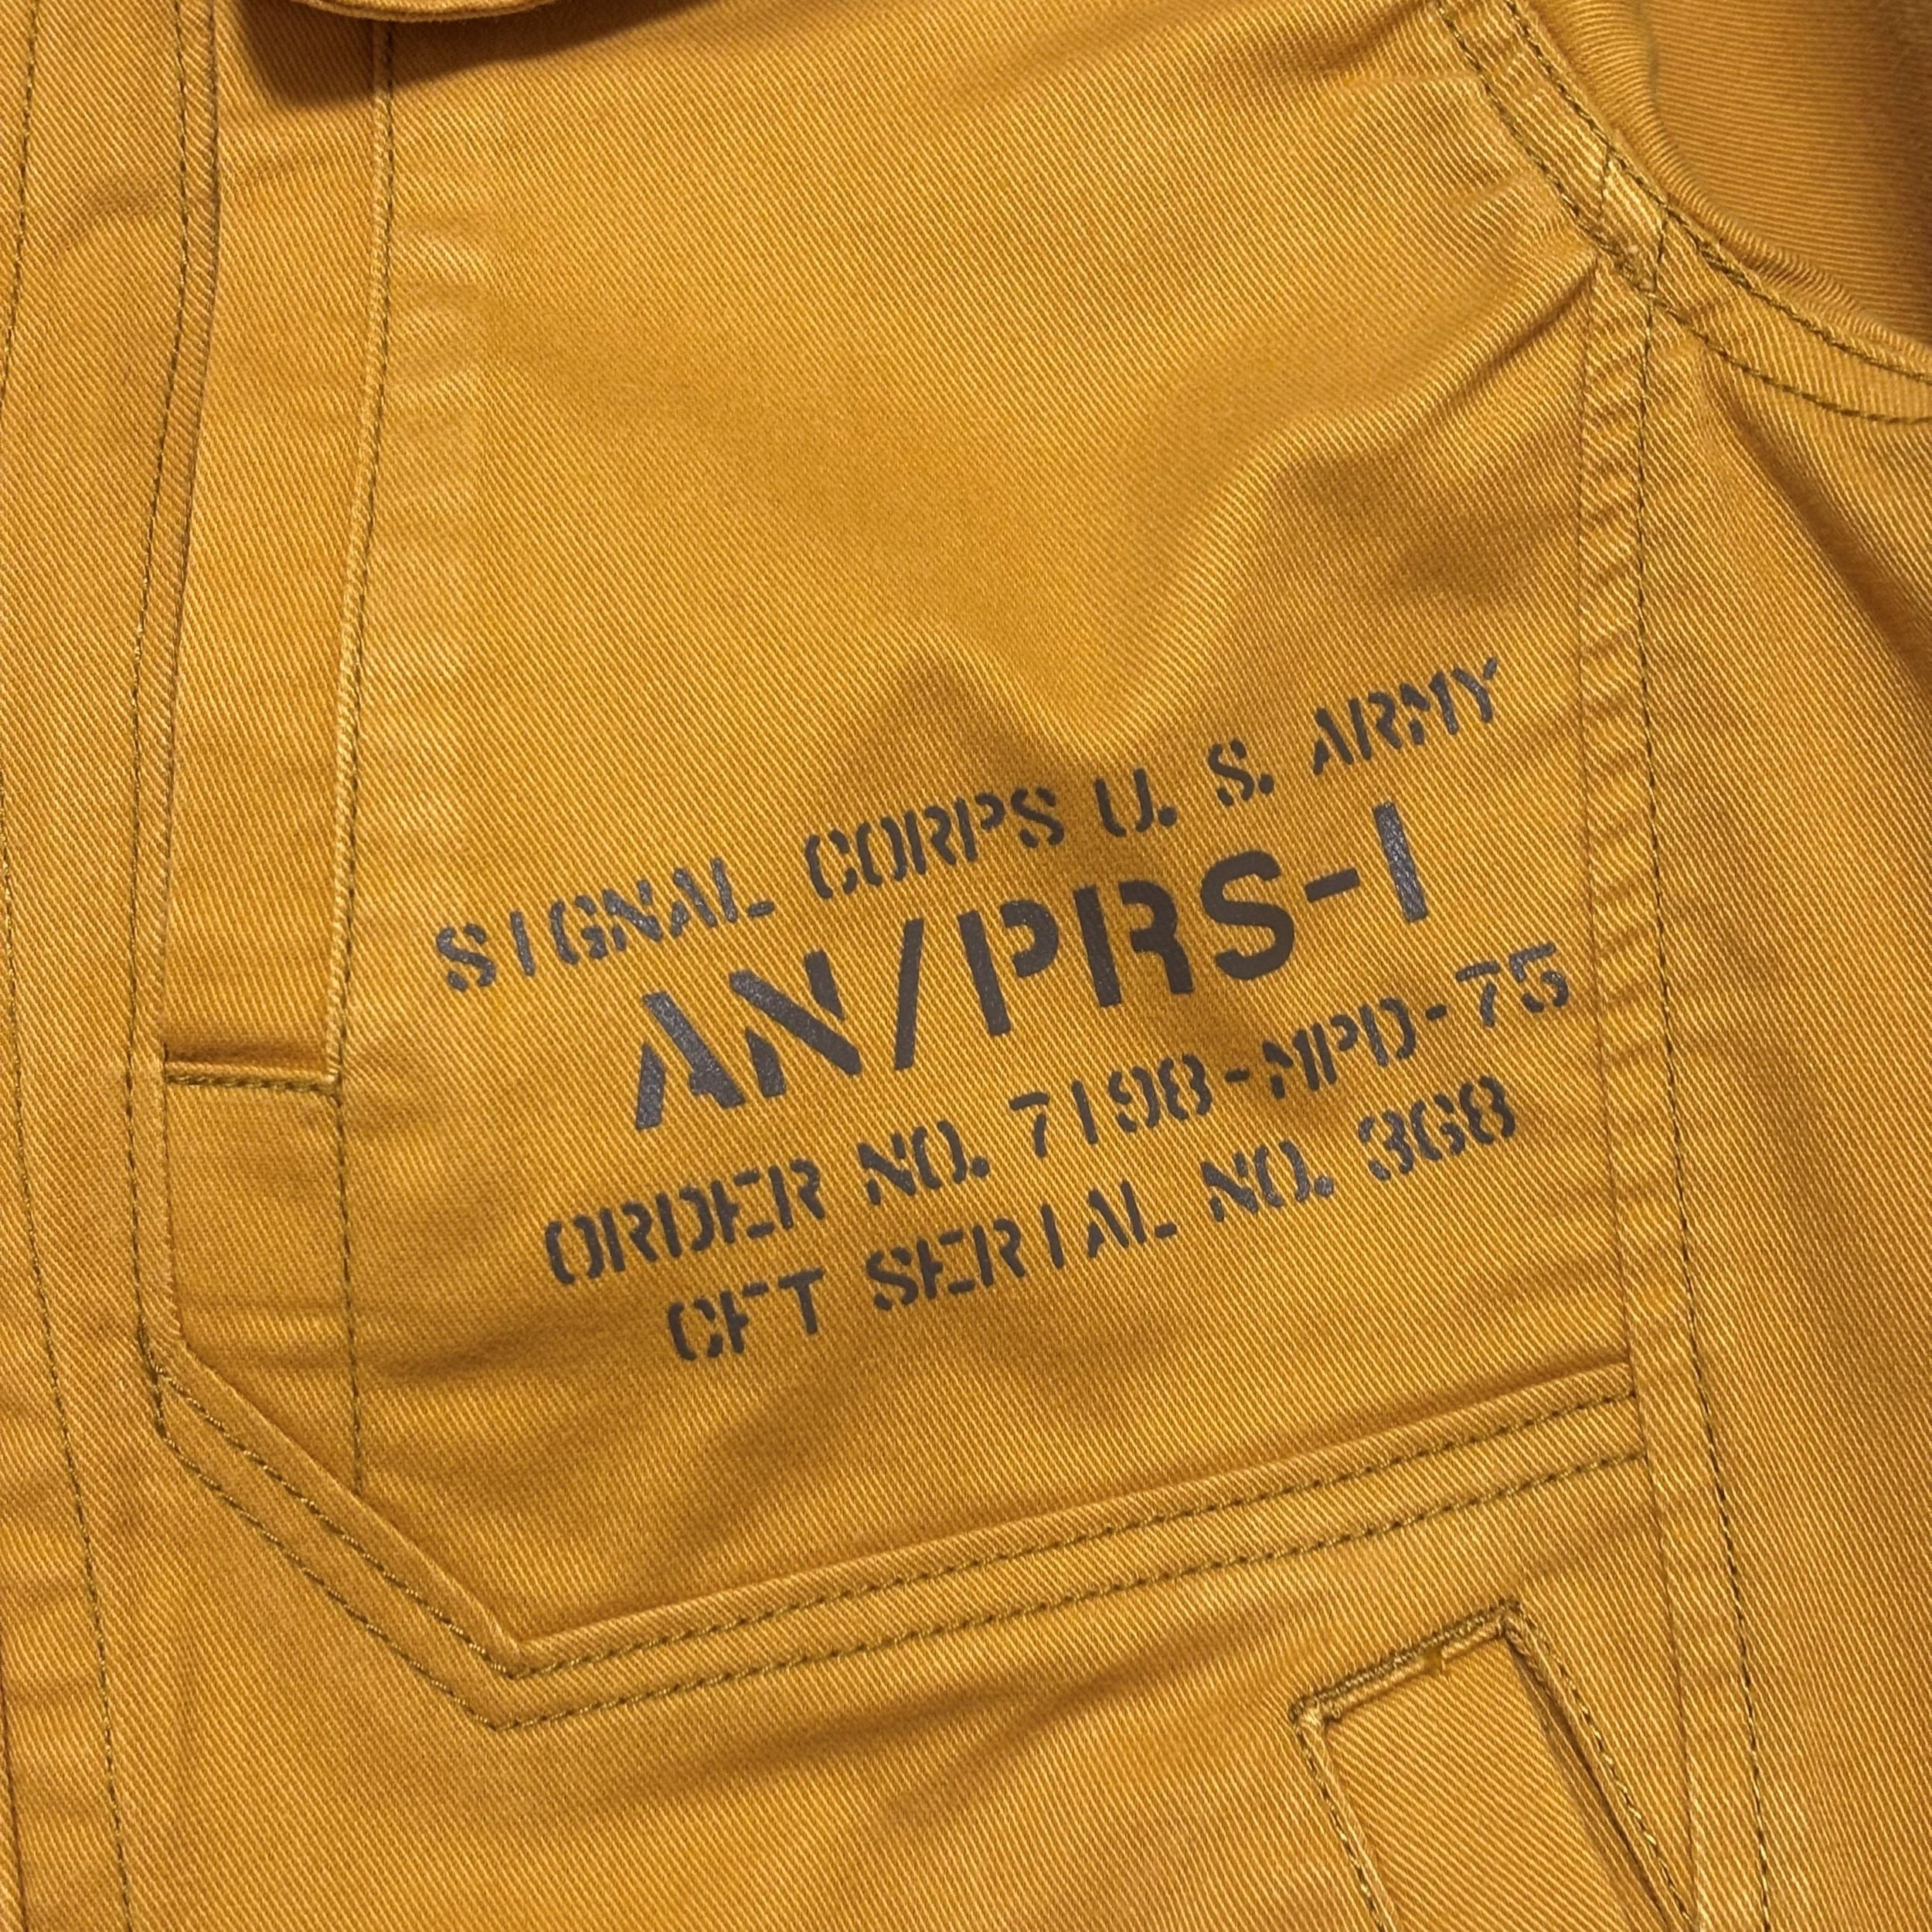 SIGNAL CORPS U. S. ARMY
AN/PRS-1
ORDER NO. 7198-MPD-75
CFT SERIAL NO. 368